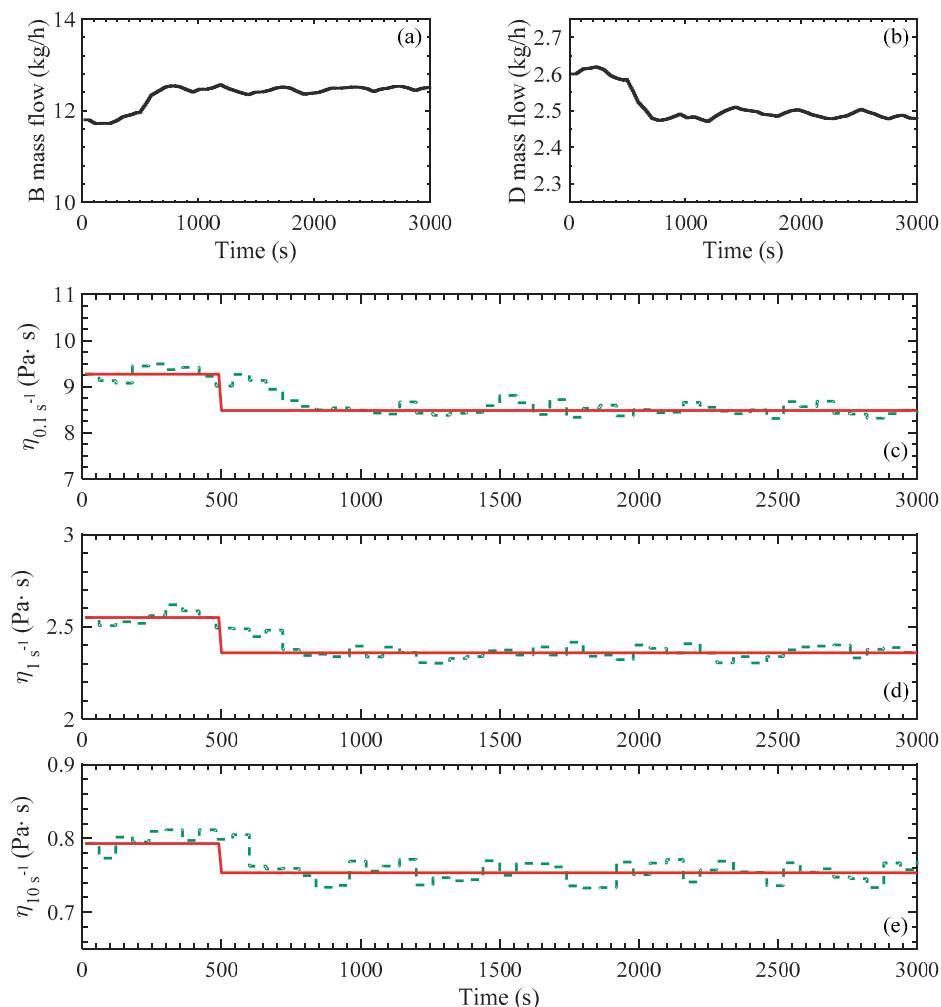 14
12
10
B mass flow (kg/h)
(a)
0
1000
2000
3000
Time (s)
2.7
2.6
2.5
2.4
2.3
D mass flow (kg/h)
(b)
0
1000
2000
3000
Time (s)
11
10
9
8
7
η0.1 s-1 (Pa· s)
(c)
0 500 1000 1500 2000 2500 3000
3
2.5
2
η1 s-1 (Pa· s)
(d)
0 500 1000 1500 2000 2500 3000
0.9
0.8
0.7
η10 s-1 (Pa· s)
(e)
0 500 1000 1500 2000 2500 3000
Time (s)